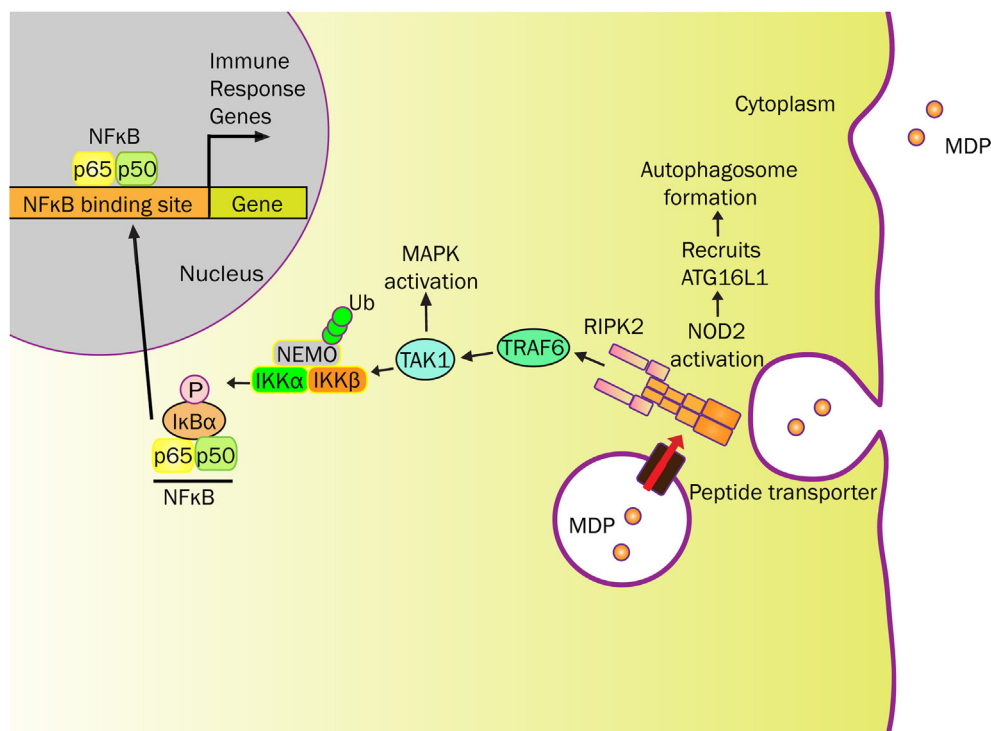 Immune
Response
Genes
NFκB
p65 p50
NFκB binding site
Gene
Nucleus
Cytoplasm
MDP
Autophagosome
formation
Recruits
ATG16L1
NOD2
activation
RIPK2
TRAF6
MAPK
activation
TAK1
Ub
NEMO
IKKα IKKβ
P
IκBα
p65 p50
NFκB
Peptide transporter
MDP